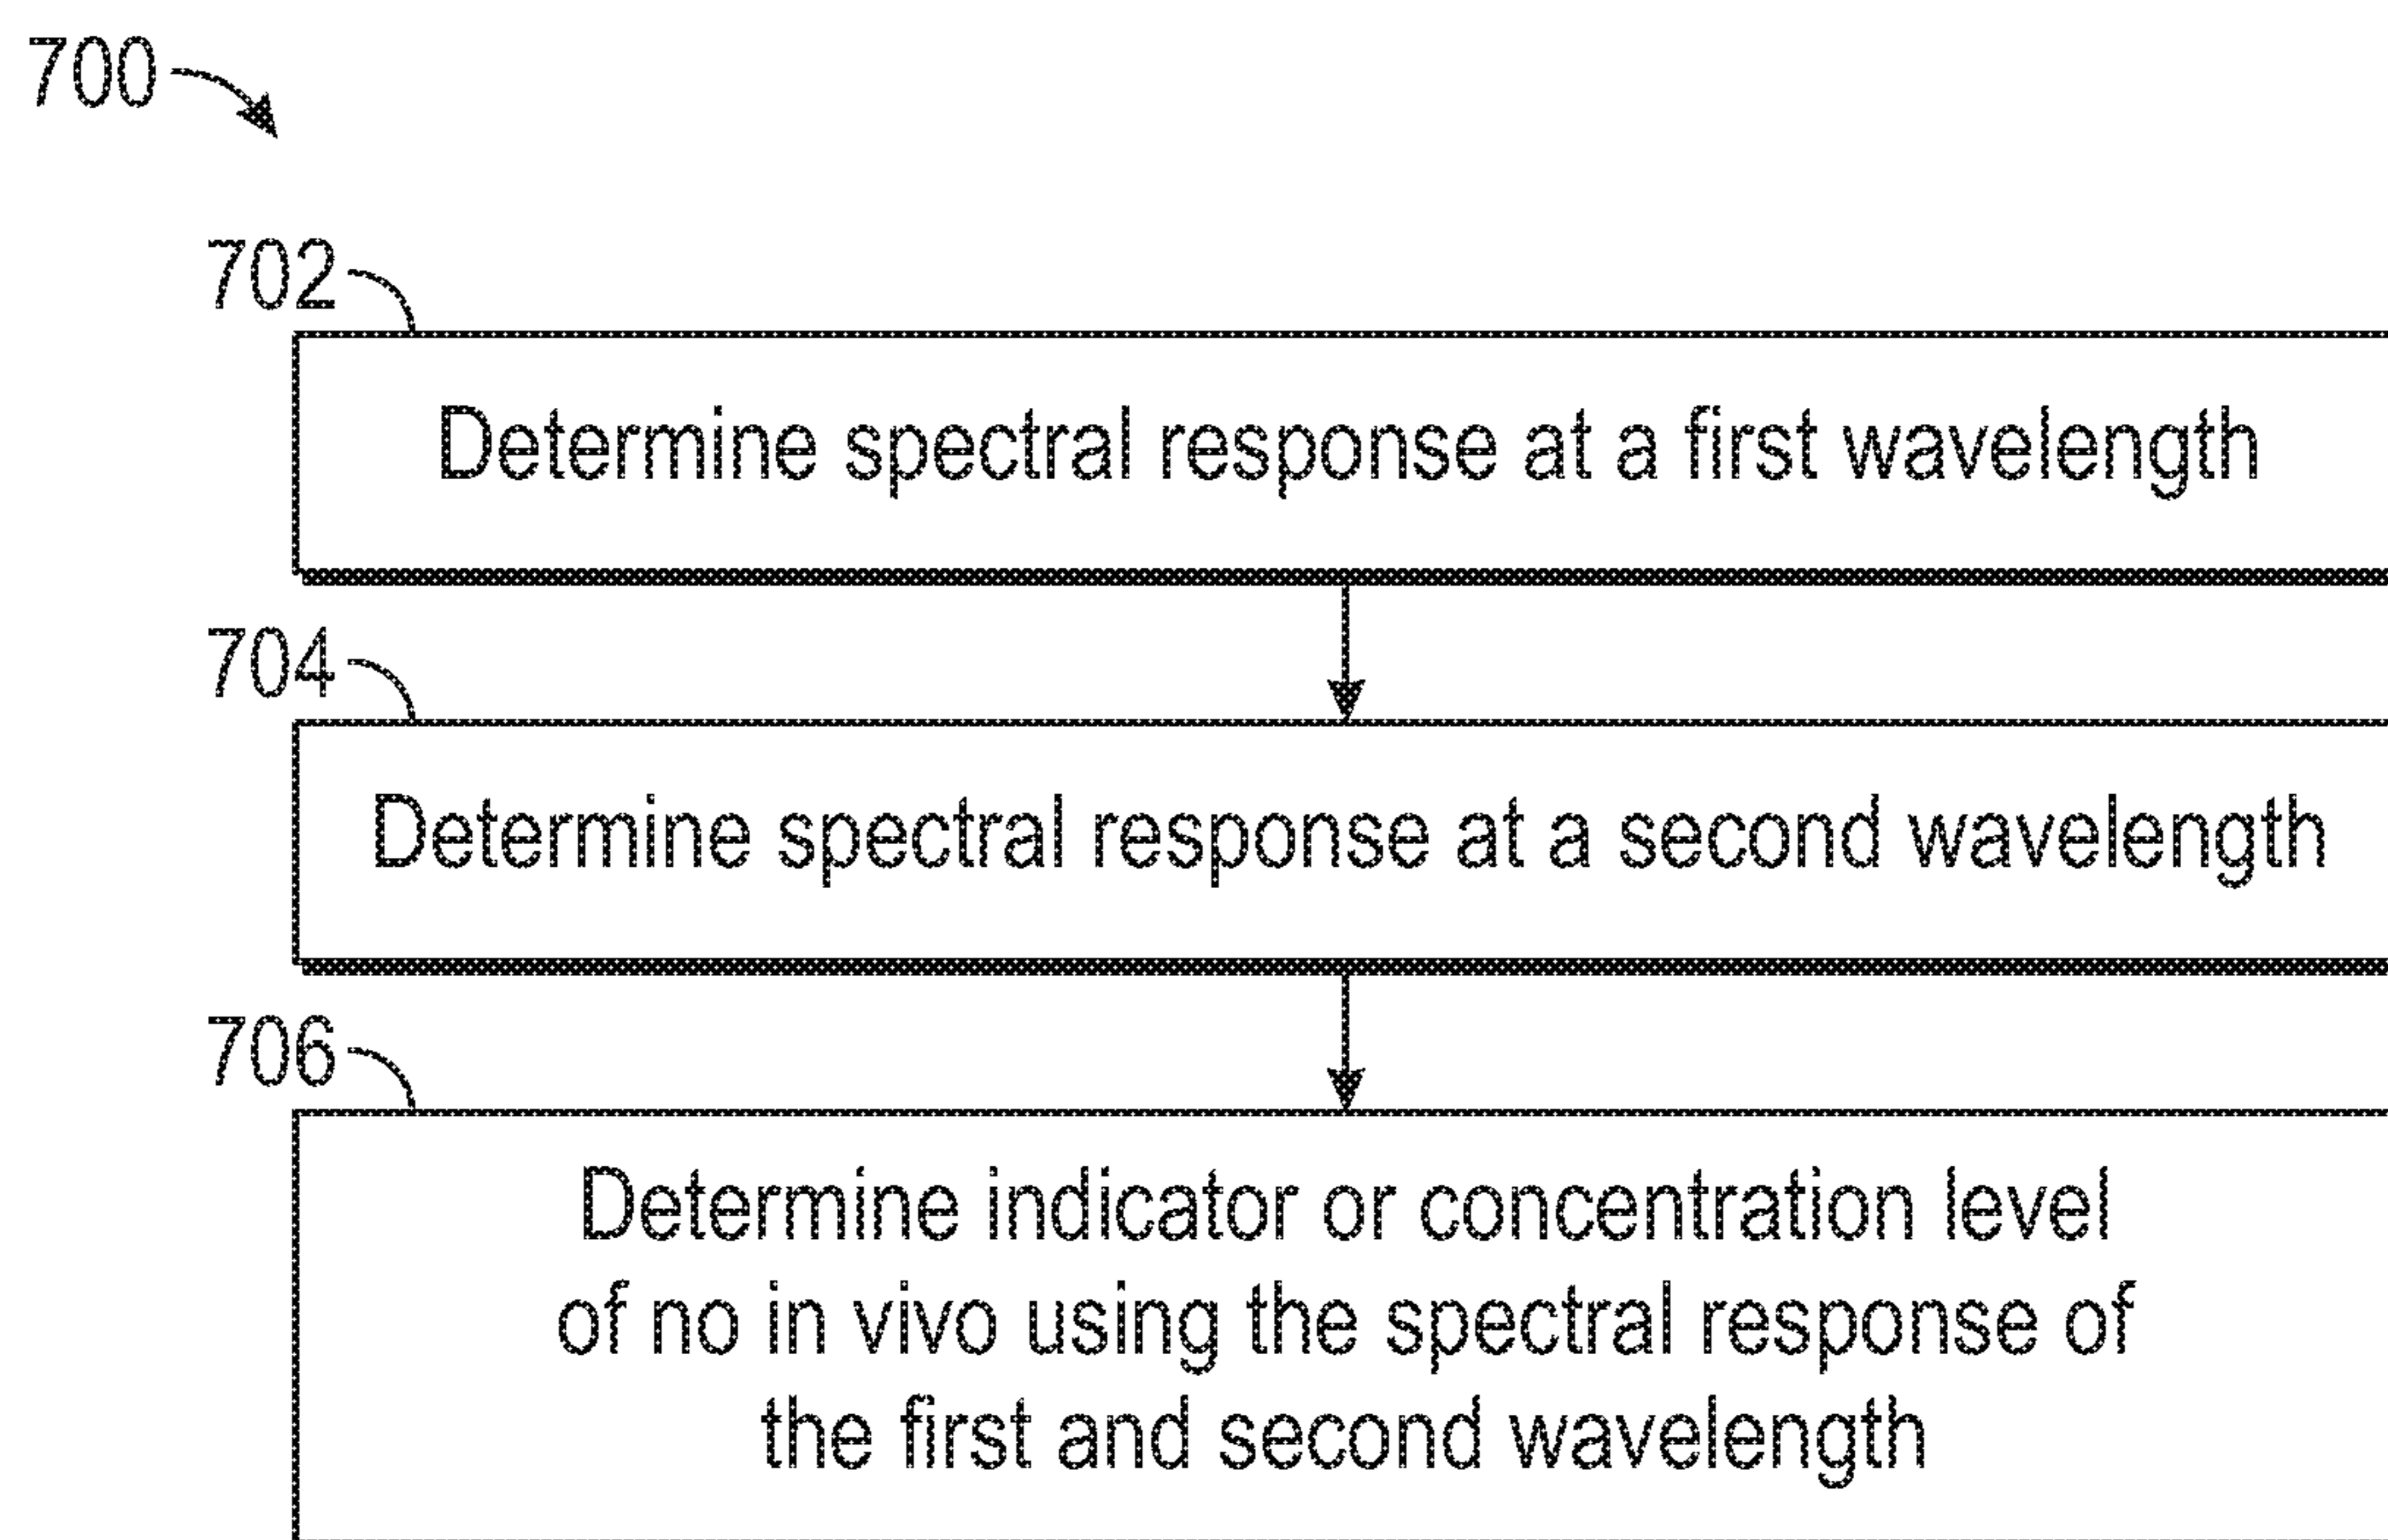 700
702
Determine spectral response at a first wavelength
704
Determine spectral response at a second wavelength
706
Determine indicator or concentration level
of no in vivo using the spectral response of
the first and second wavelength